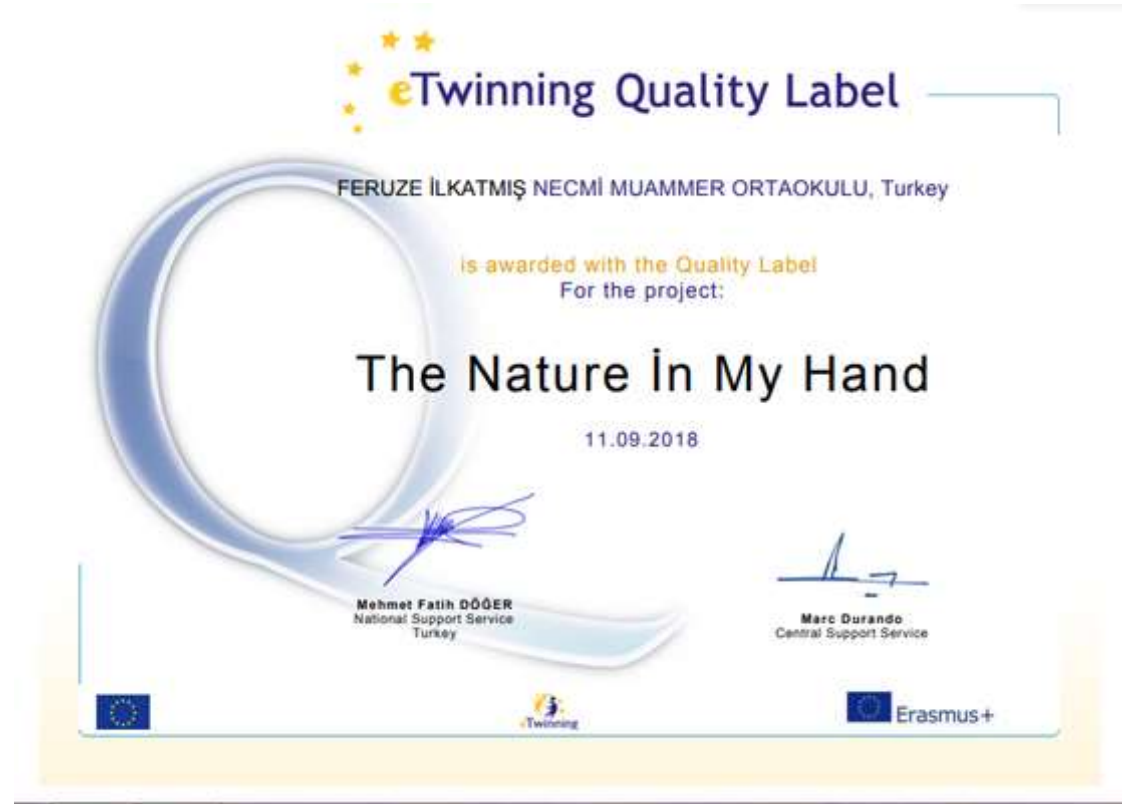 eTwinning Quality Label
FERUZE İLKATMIŞ NECMİ MUAMMER ORTAOKULU, Turkey
is awarded with the Quality Label
For the project:
The Nature İn My Hand
11.09.2018
Mehmet Fatih DÖĞER
National Support Service
Turkey
Marc Durando
Central Support Service
eTwinning
Erasmus+